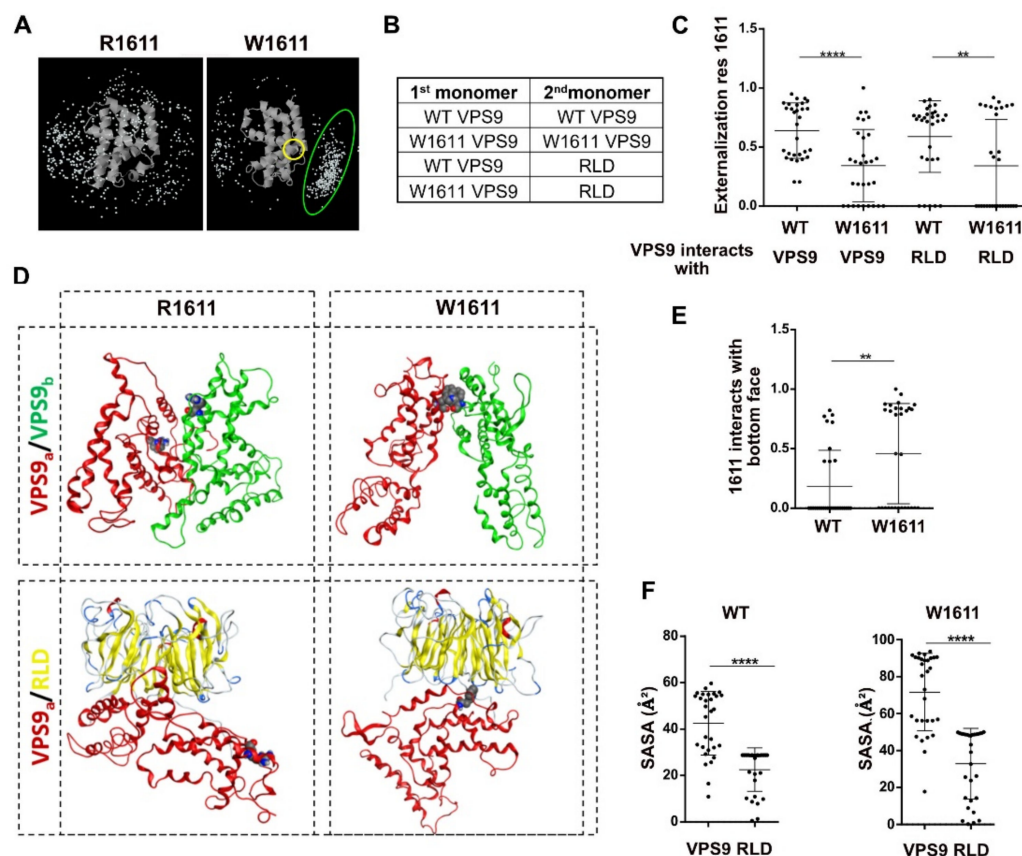 A
R1611
W1611
B
1st monomer 2nd monomer
WT VPS9 WT VPS9
W1611 VPS9 W1611 VPS9
WT VPS9 RLD
W1611 VPS9 RLD
C
Externalization res 1611
1.5
1.0
0.5
0.0
****
**
WT W1611 WT W1611
VPS9 interacts with
VPS9 VPS9 RLD RLD
D
R1611
W1611
VPS9a/VPS9b
VPS9a/RLD
E
1611 interacts with
bottom face
1.5
1.0
0.5
0.0
**
WT W1611
F
WT
SASA (Å²)
80
60
40
20
0
****
VPS9 RLD
W1611
SASA (Å²)
100
80
60
40
20
0
****
VPS9 RLD